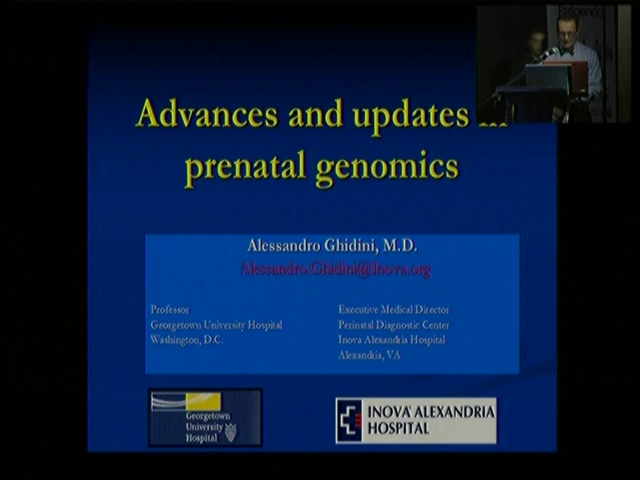 Advances and updates
prenatal genomics
Alessandro Ghidini, M.D.
Alessandro.Ghidini@Inova.org
Professor
Georgetown University Hospital
Washington, D.C.
Executive Medical Director
Perinatal Diagnostic Center
Inova Alexandria Hospital
Alexandria, VA
Georgetown
University
Hospital
INOVA ALEXANDRIA
HOSPITAL